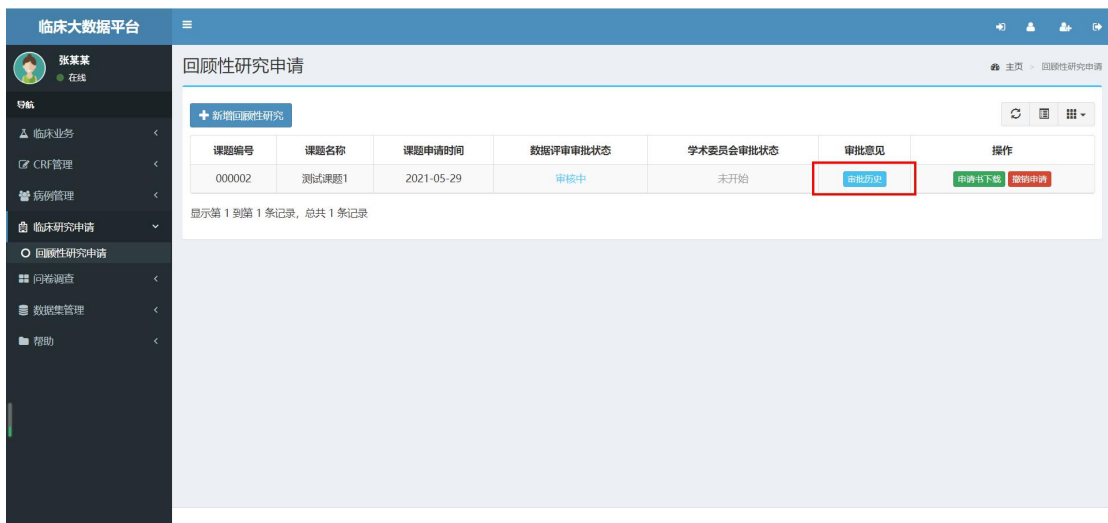 临床大数据平台
张某某
在线
导航
临床业务
CRF管理
病例管理
临床研究申请
回顾性研究申请
问卷调查
数据集管理
帮助
回顾性研究申请
主页 > 回顾性研究申请
新增回顾性研究
课题编号 课题名称 课题申请时间 数据评审审批状态 学术委员会审批状态 审批意见 操作
000002 测试课题1 2021-05-29 审核中 未开始 审批历史 申请书下载 撤销申请
显示第 1 到第 1 条记录，总共 1 条记录